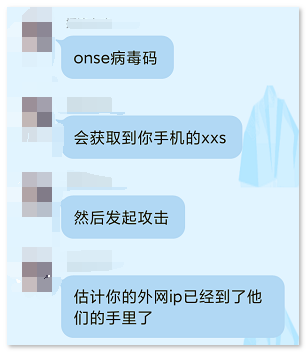 onse病毒码
会获取到你手机的xxs
然后发起攻击
估计你的外网ip已经到了他
们的手里了